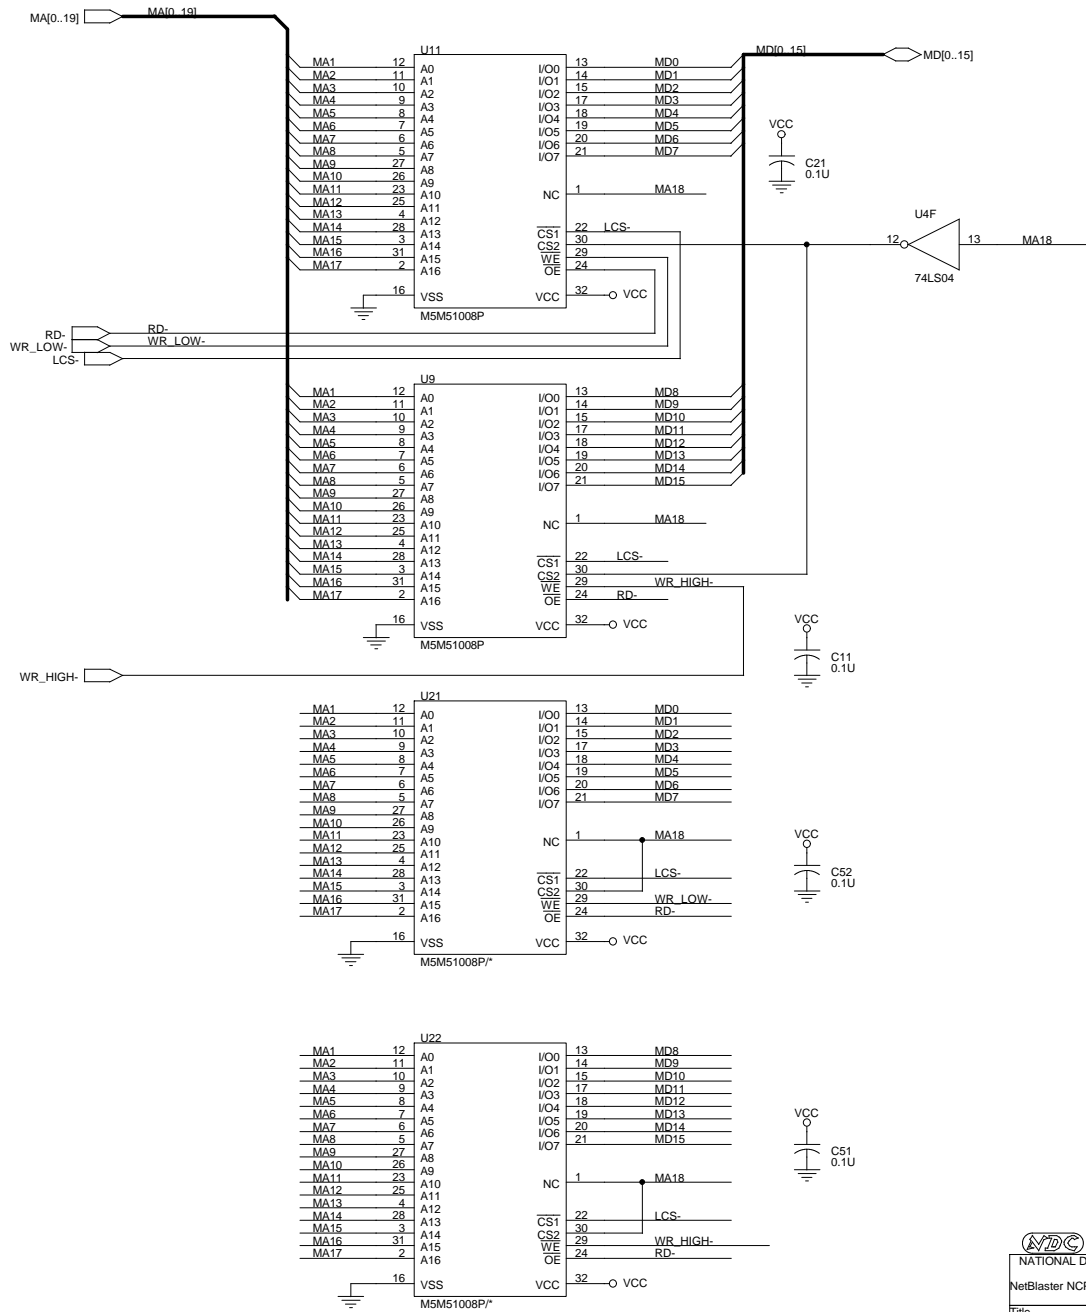 MA[0..19] MA[0..19]
MD[0..15] MD[0..15]
U11
MA1 12 A0 I/O0 13 MD0
MA2 11 A1 I/O1 14 MD1
MA3 10 A2 I/O2 15 MD2
MA4 9 A3 I/O3 17 MD3
MA5 8 A4 I/O4 18 MD4
MA6 7 A5 I/O5 19 MD5
MA7 6 A6 I/O6 20 MD6
MA8 5 A7 I/O7 21 MD7
MA9 27 A8
MA10 26 A9
MA11 23 A10 NC 1 MA18
MA12 25 A11
MA13 4 A12
MA14 28 A13 CS1 22 LCS-
MA15 3 A14 CS2 30
MA16 31 A15 WE 29
MA17 2 A16 OE 24
16 VSS VCC 32 VCC
M5M51008P
VCC
C21
0.1U
U4F
12 13 MA18
74LS04
RD- RD-
WR_LOW- WR_LOW-
LCS-
U9
MA1 12 A0 I/O0 13 MD8
MA2 11 A1 I/O1 14 MD9
MA3 10 A2 I/O2 15 MD10
MA4 9 A3 I/O3 17 MD11
MA5 8 A4 I/O4 18 MD12
MA6 7 A5 I/O5 19 MD13
MA7 6 A6 I/O6 20 MD14
MA8 5 A7 I/O7 21 MD15
MA9 27 A8
MA10 26 A9
MA11 23 A10 NC 1 MA18
MA12 25 A11
MA13 4 A12
MA14 28 A13 CS1 22 LCS-
MA15 3 A14 CS2 30
MA16 31 A15 WE 29 WR_HIGH-
MA17 2 A16 OE 24 RD-
16 VSS VCC 32 VCC
M5M51008P
VCC
C11
0.1U
WR_HIGH-
U21
MA1 12 A0 I/O0 13 MD0
MA2 11 A1 I/O1 14 MD1
MA3 10 A2 I/O2 15 MD2
MA4 9 A3 I/O3 17 MD3
MA5 8 A4 I/O4 18 MD4
MA6 7 A5 I/O5 19 MD5
MA7 6 A6 I/O6 20 MD6
MA8 5 A7 I/O7 21 MD7
MA9 27 A8
MA10 26 A9
MA11 23 A10 NC 1 MA18
MA12 25 A11
MA13 4 A12
MA14 28 A13 CS1 22 LCS-
MA15 3 A14 CS2 30
MA16 31 A15 WE 29 WR_LOW-
MA17 2 A16 OE 24 RD-
16 VSS VCC 32 VCC
M5M51008P/*
VCC
C52
0.1U
U22
MA1 12 A0 I/O0 13 MD8
MA2 11 A1 I/O1 14 MD9
MA3 10 A2 I/O2 15 MD10
MA4 9 A3 I/O3 17 MD11
MA5 8 A4 I/O4 18 MD12
MA6 7 A5 I/O5 19 MD13
MA7 6 A6 I/O6 20 MD14
MA8 5 A7 I/O7 21 MD15
MA9 27 A8
MA10 26 A9
MA11 23 A10 NC 1 MA18
MA12 25 A11
MA13 4 A12
MA14 28 A13 CS1 22 LCS-
MA15 3 A14 CS2 30
MA16 31 A15 WE 29 WR_HIGH-
MA17 2 A16 OE 24 RD-
16 VSS VCC 32 VCC
M5M51008P/*
VCC
C51
0.1U
NDC
NATIONAL D
NetBlaster NC
Title